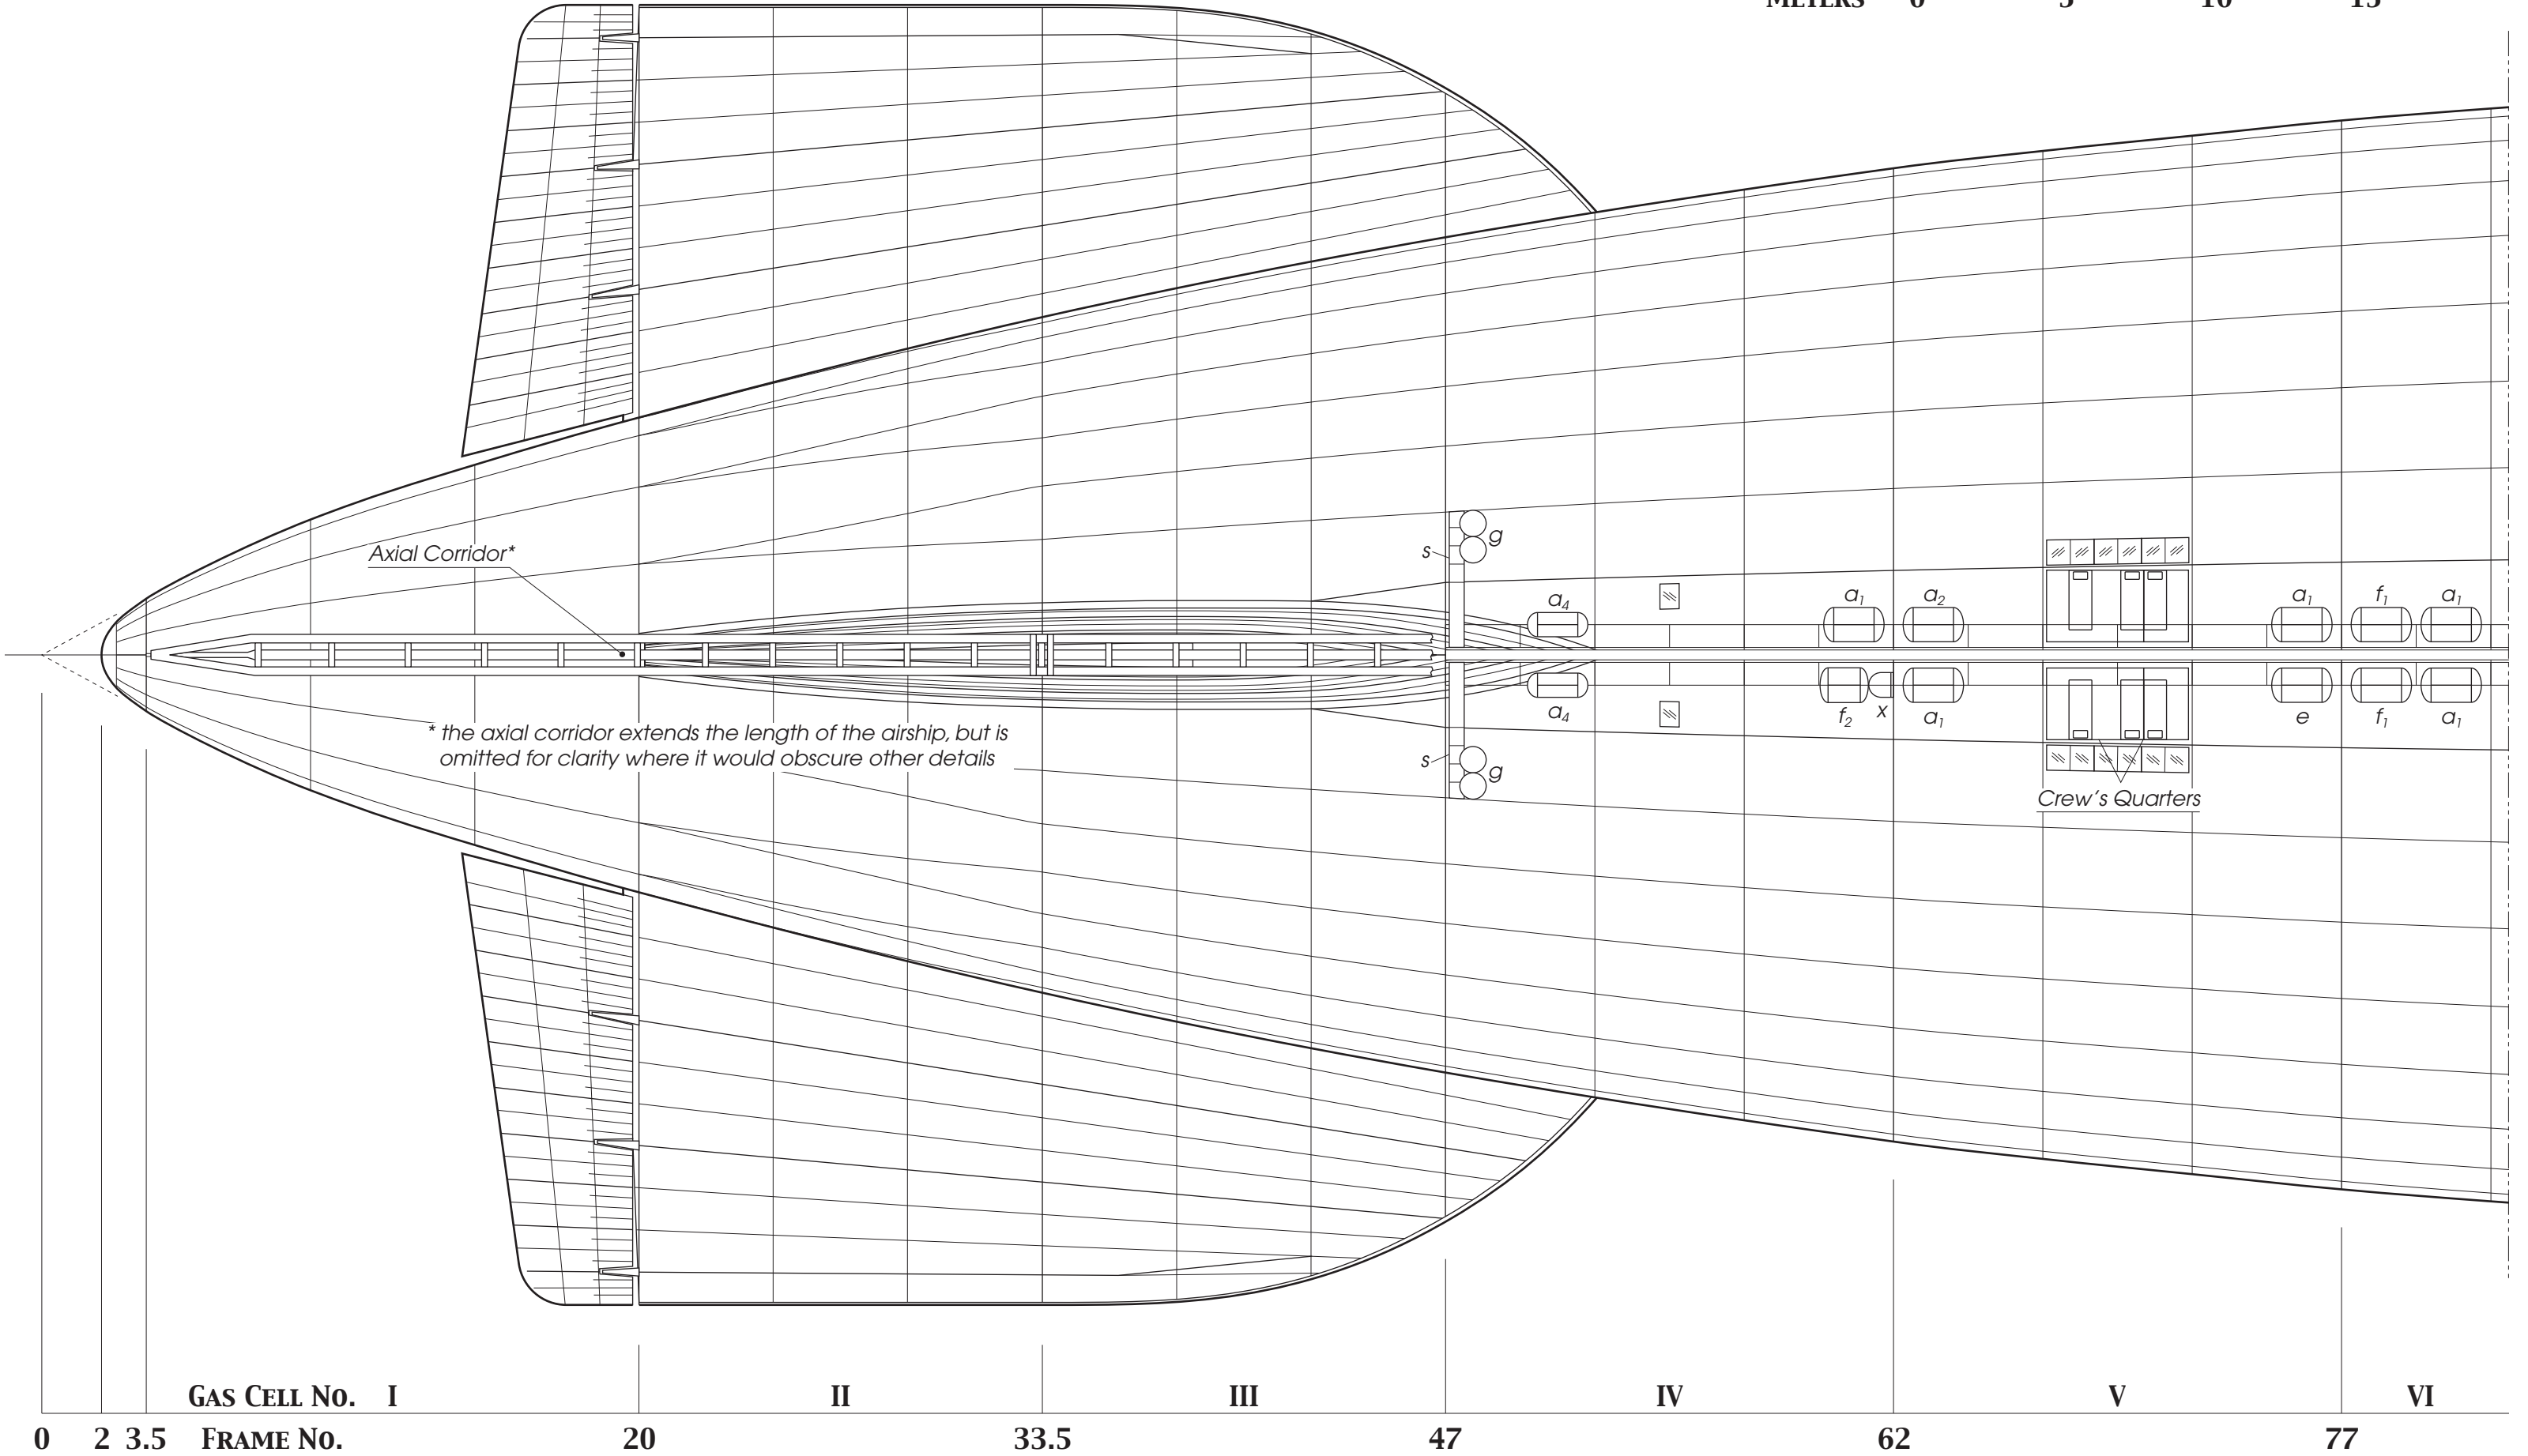 METERS 0 5 10 15
Axial Corridor*
s g
a4 a1 a2 a1 f1 a1
a4 f2 x a1 e f1 a1
* the axial corridor extends the length of the airship, but is
omitted for clarity where it would obscure other details
s g
Crew's Quarters
GAS CELL NO. I II III IV V VI
0 2 3.5 FRAME NO. 20 33.5 47 62 77